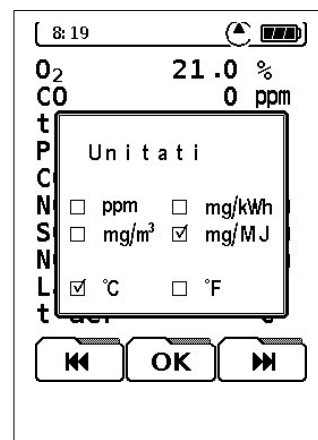 8:19
O₂ 21.0 %
CO 0 ppm
t
P
C
N
S
N
L
t
Unitati
☐ ppm ☐ mg/kWh
☐ mg/m³ ☑ mg/MJ
☑ °C ☐ °F
OK